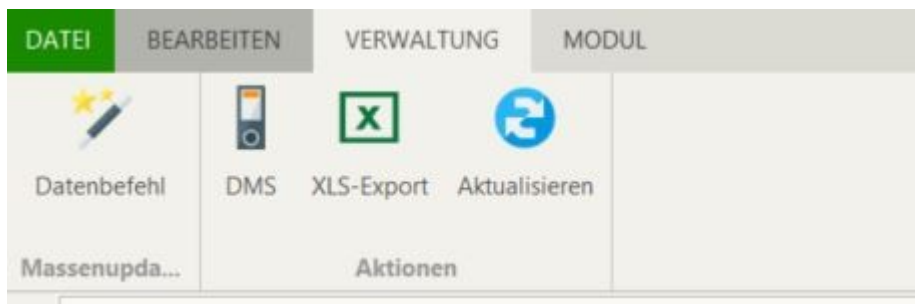 DATEI BEARBEITEN VERWALTUNG MODUL
Datenbefehl DMS XLS-Export Aktualisieren
Massenupda... Aktionen